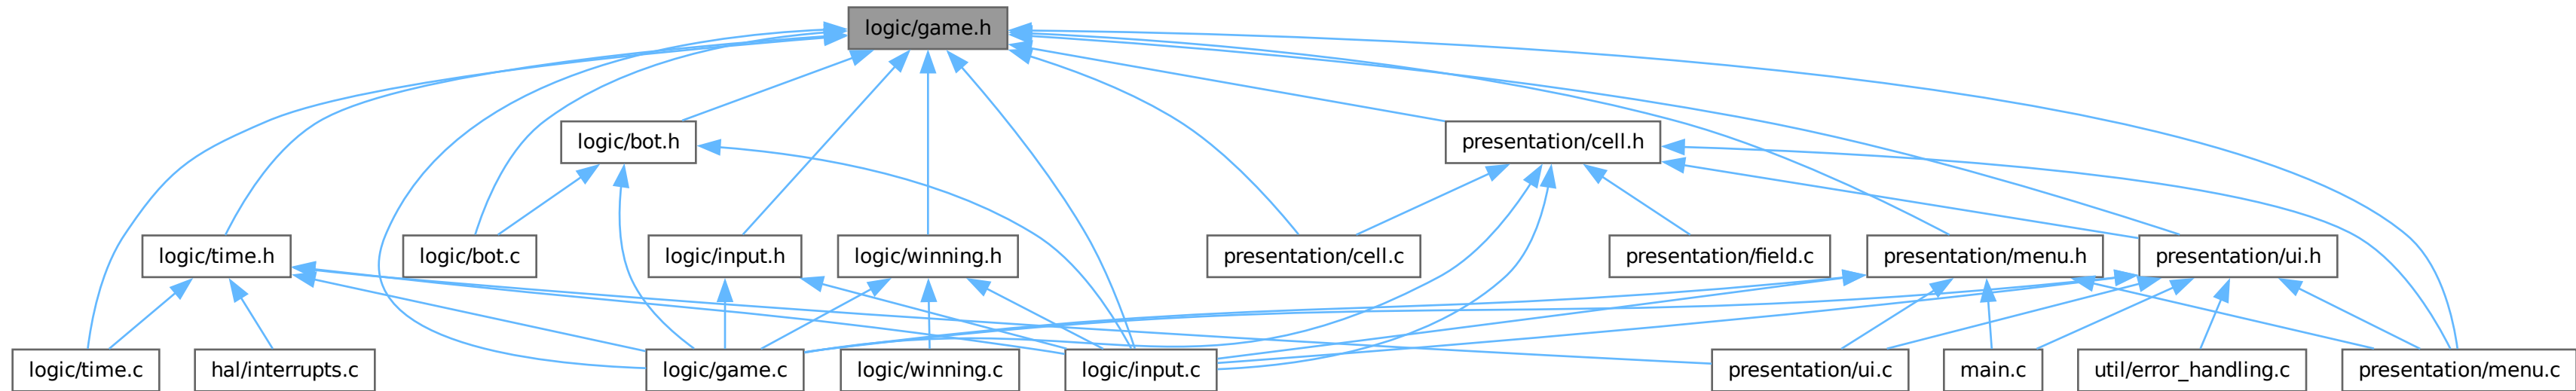 logic/game.h
logic/bot.h
presentation/cell.h
logic/time.h
logic/bot.c
logic/input.h
logic/winning.h
presentation/cell.c
presentation/field.c
presentation/menu.h
presentation/ui.h
logic/time.c
hal/interrupts.c
logic/game.c
logic/winning.c
logic/input.c
presentation/ui.c
main.c
util/error_handling.c
presentation/menu.c